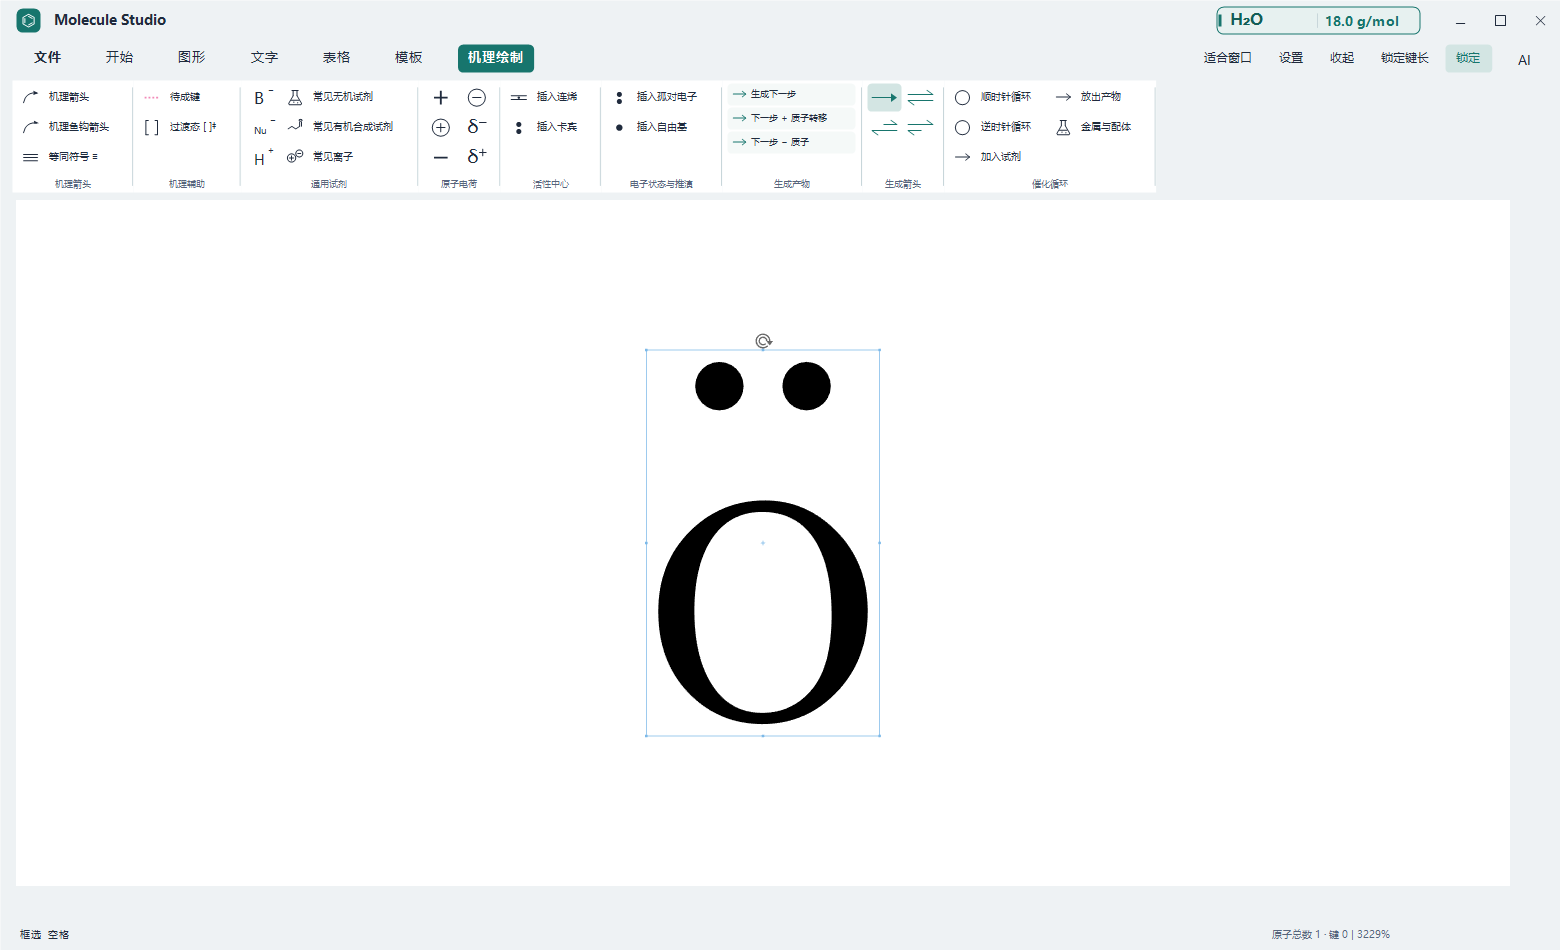 Molecule Studio
H₂O 18.0 g/mol
文件 开始 图形 文字 表格 模板 机理绘制 适合窗口 设置 收起 锁定键长 锁定 AI
机理箭头 待成键 B⁻ 常见无机试剂 + ⊖ 插入连烯 插入孤对电子 生成下一步 顺时针循环 放出产物
机理鱼钩箭头 过渡态 [ ]‡ Nu⁻ 常见有机合成试剂 ⊕ δ⁻ 插入卡宾 插入自由基 下一步 + 质子转移 逆时针循环 金属与配体
等同符号 ≡ H⁺ 常见离子 − δ⁺ 下一步 − 质子 加入试剂
机理箭头 机理辅助 通用试剂 原子电荷 活性中心 电子状态与推演 生成产物 生成箭头 催化循环
O
框选 空格 原子总数 1 · 键 0 | 3229%